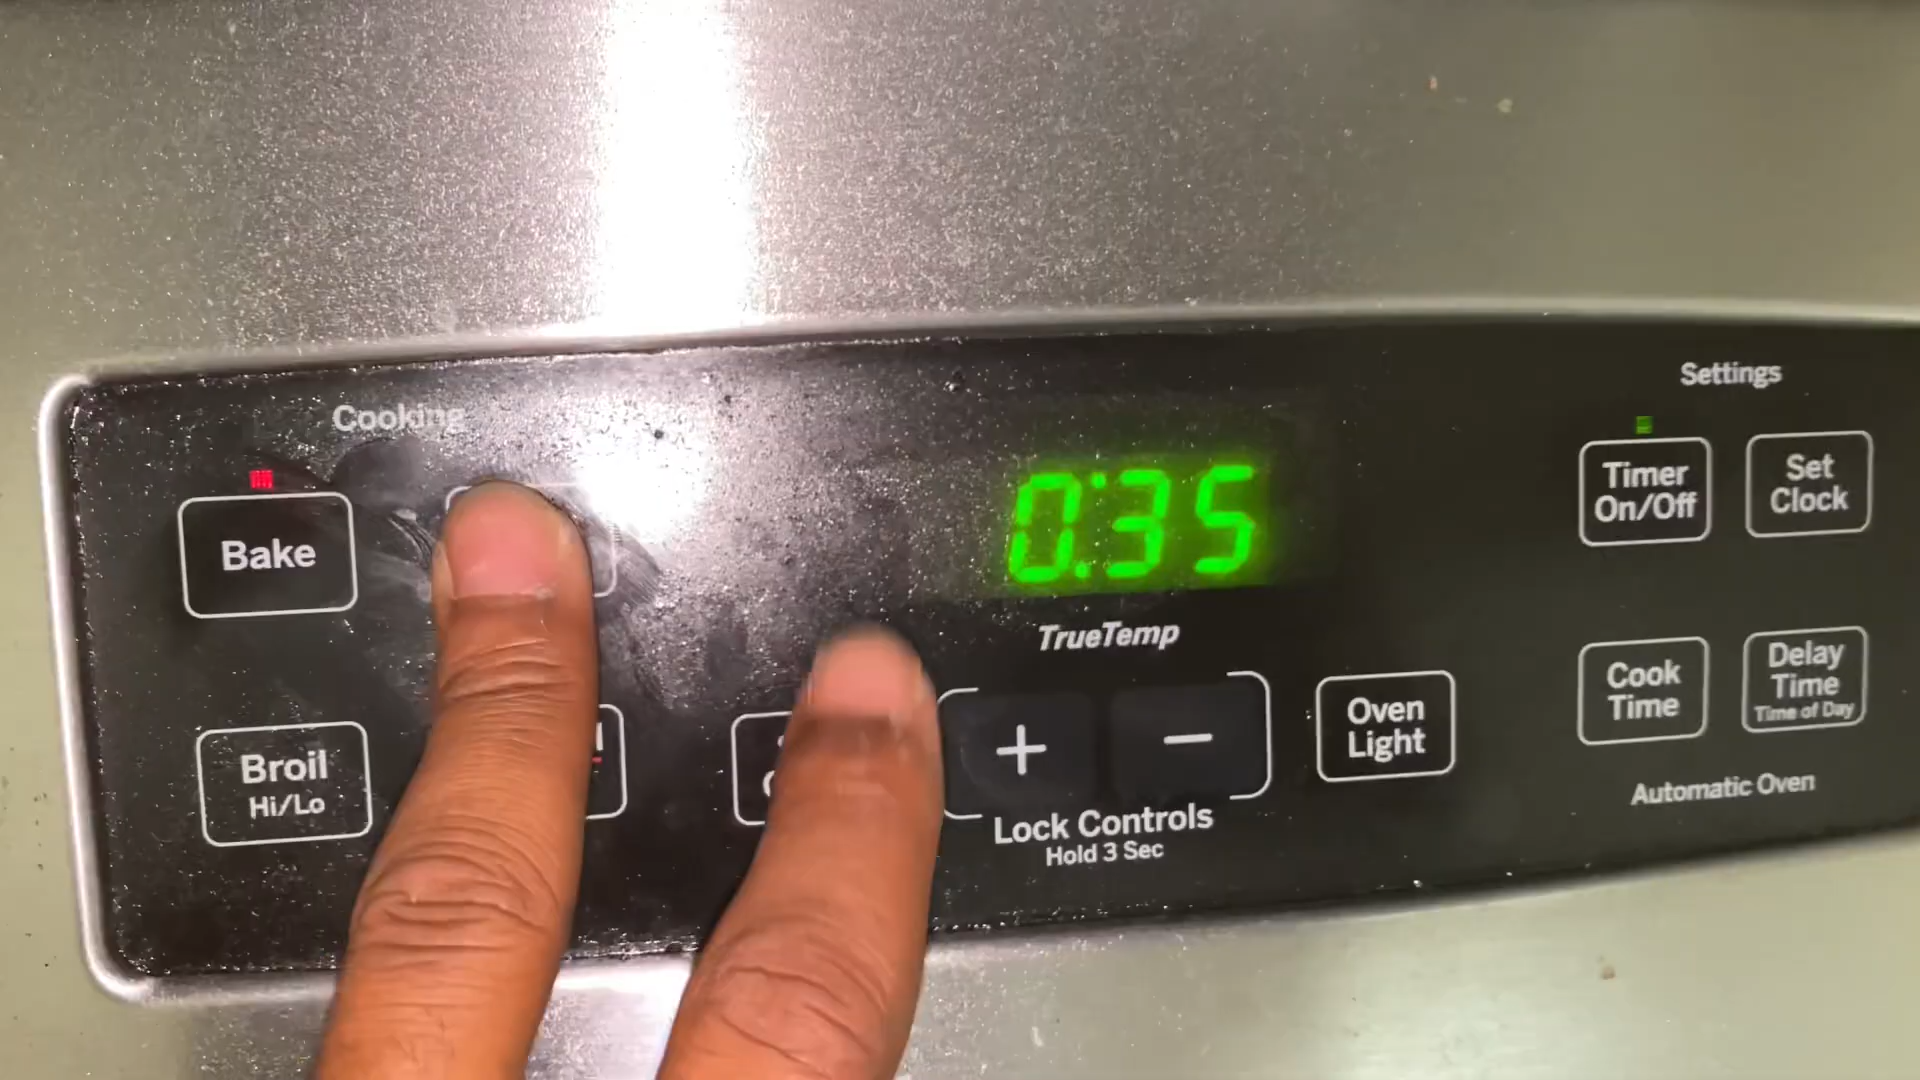 Cooking
Settings
Bake
0:35
Timer
On/Off
Set
Clock
TrueTemp
Broil
Hi/Lo
+
−
Oven
Light
Cook
Time
Delay
Time
Time of Day
Lock Controls
Hold 3 Sec
Automatic Oven